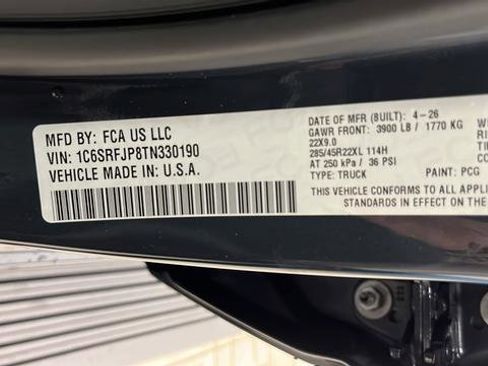 MFD BY: FCA US LLC
VIN: 1C6SRFJP8TN330190
VEHICLE MADE IN: U.S.A.
DATE OF MFR (BUILT): 4-26
GAWR FRONT: 3900 LB / 1770 KG
22X9.0
285/45R22XL 114H
AT 250 kPa / 36 PSI
TYPE: TRUCK PAINT: PCG
THIS VEHICLE CONFORMS TO ALL APPLICAB
STANDARDS IN EFFECT ON THE